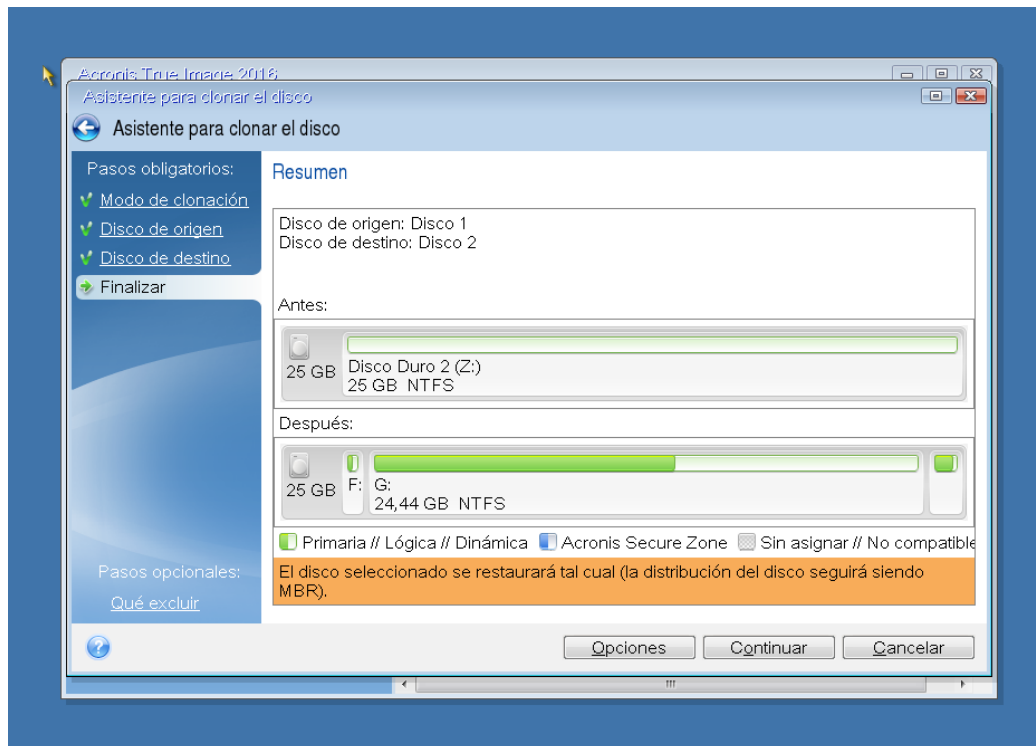 Acronis True Image 2016
Asistente para clonar el disco
Asistente para clonar el disco
Pasos obligatorios:
Modo de clonación
Disco de origen
Disco de destino
Finalizar
Pasos opcionales:
Qué excluir
Resumen
Disco de origen: Disco 1
Disco de destino: Disco 2
Antes:
25 GB
Disco Duro 2 (Z:)
25 GB NTFS
Después:
25 GB
F:
G:
24,44 GB NTFS
Primaria // Lógica // Dinámica Acronis Secure Zone Sin asignar // No compatible
El disco seleccionado se restaurará tal cual (la distribución del disco seguirá siendo
MBR).
Opciones Continuar Cancelar